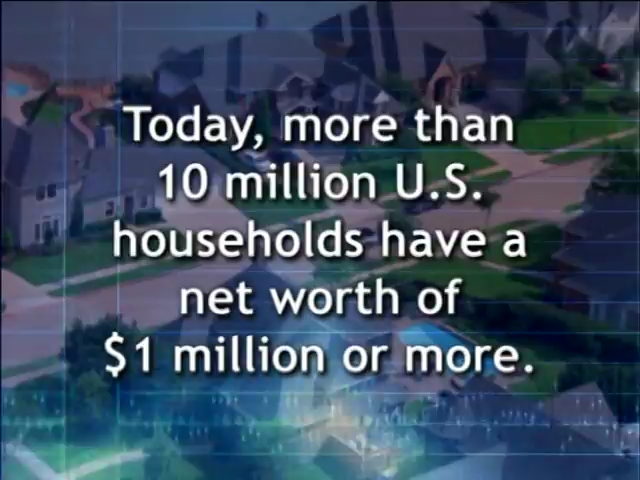 Today, more than
10 million U.S.
households have a
net worth of
$1 million or more.